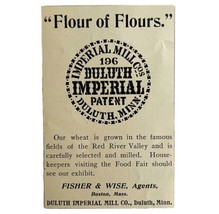 "Flour of Flours."
IMPERIAL MILL Co's
196
DULUTH
IMPERIAL
PATENT
DULUTH, MINN.
Our wheat is grown in the famous
fields of the Red River Valley and is
carefully selected and milled. House-
keepers visiting the Food Fair should
see our exhibit.
FISHER & WISE, Agents,
Boston, Mass.
DULUTH IMPERIAL MILL CO., Duluth, Minn.